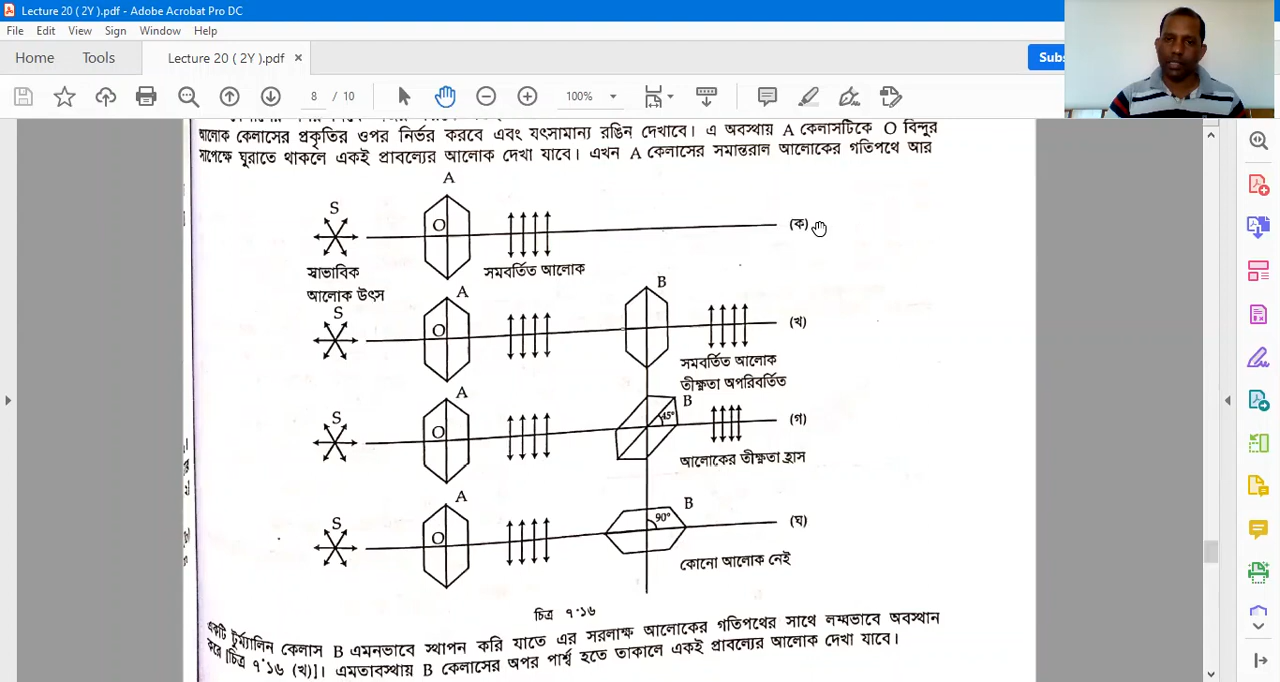 Lecture 20 ( 2Y ).pdf - Adobe Acrobat Pro DC
File Edit View Sign Window Help
Home Tools Lecture 20 ( 2Y ).pdf × Subs
8 / 10 100%
আলোক কেলাসের প্রকৃতির ওপর নির্ভর করবে এবং যৎসামান্য রঙিন দেখাবে। এ অবস্থায় A কেলাসটিকে O বিন্দুর
সাপেক্ষে ঘুরাতে থাকলে একই প্রাবল্যের আলোক দেখা যাবে। এখন A কেলাসের সমান্তরাল আলোকের গতিপথে আর
A
S
O
(ক)
স্বাভাবিক
আলোক উৎস
সমবর্তিত আলোক
S
A
O
B
(খ)
সমবর্তিত আলোক
তীক্ষ্ণতা অপরিবর্তিত
S
A
O
B
45°
(গ)
আলোকের তীক্ষ্ণতা হ্রাস
S
A
O
B
90°
(ঘ)
কোনো আলোক নেই
চিত্র ৭·১৬
একটি টুর্ম্যালিন কেলাস B এমনভাবে স্থাপন করি যাতে এর সরলাক্ষ আলোকের গতিপথের সাথে লম্বভাবে অবস্থান
করে [চিত্র ৭·১৬ (খ)]। এমতাবস্থায় B কেলাসের অপর পার্শ্ব হতে তাকালে একই প্রাবল্যের আলোক দেখা যাবে।